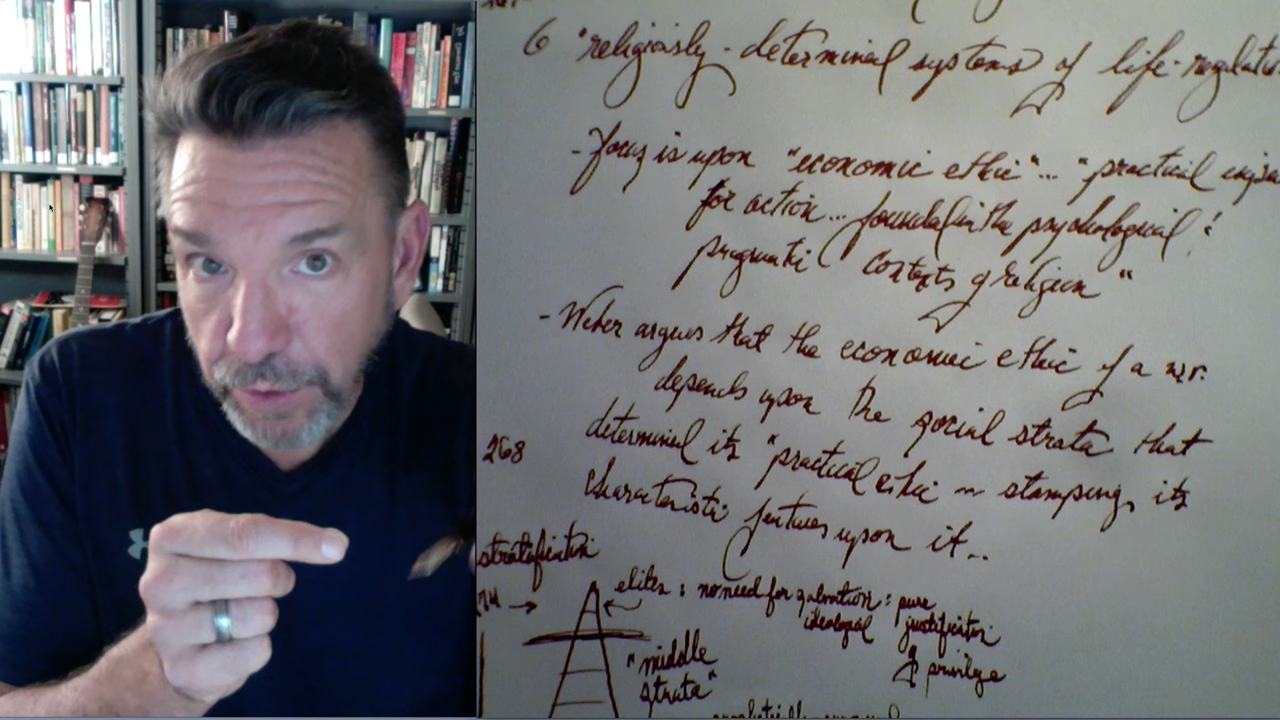 6 "religiously-determined systems of life-regulation
- Focus is upon "economic ethic"... "practical
for action... founded in the psychological &
pragmatic contexts of religion"
- Weber argues that the economic ethic of a w.r.
depends upon the social strata that
268 determined its "practical ethic ~ stamping its
characteristic features upon it...
stratification
elites: no need for salvation: pure
ideological justification
of privilege
"middle
strata"